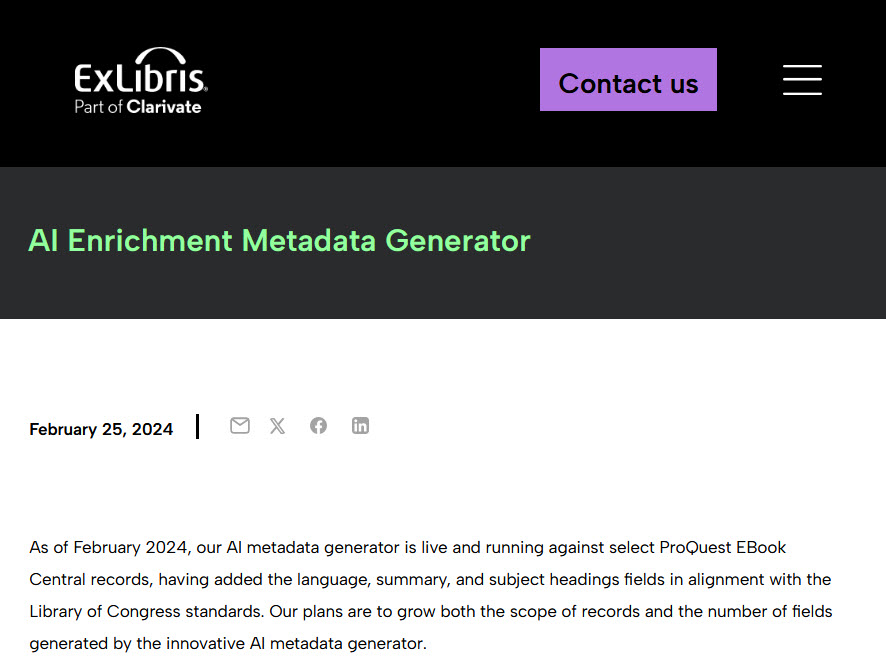 ExLibris®
Part of Clarivate
Contact us
AI Enrichment Metadata Generator
February 25, 2024
As of February 2024, our AI metadata generator is live and running against select ProQuest EBook
Central records, having added the language, summary, and subject headings fields in alignment with the
Library of Congress standards. Our plans are to grow both the scope of records and the number of fields
generated by the innovative AI metadata generator.